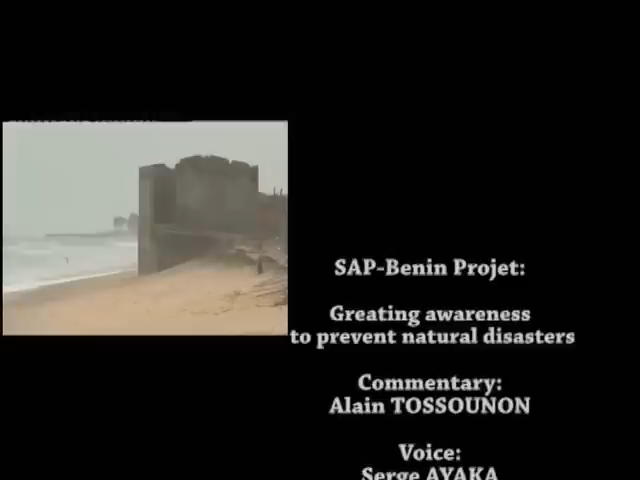 SAP-Benin Projet:
Greating awareness
to prevent natural disasters
Commentary:
Alain TOSSOUNON
Voice:
Serge AYAKA